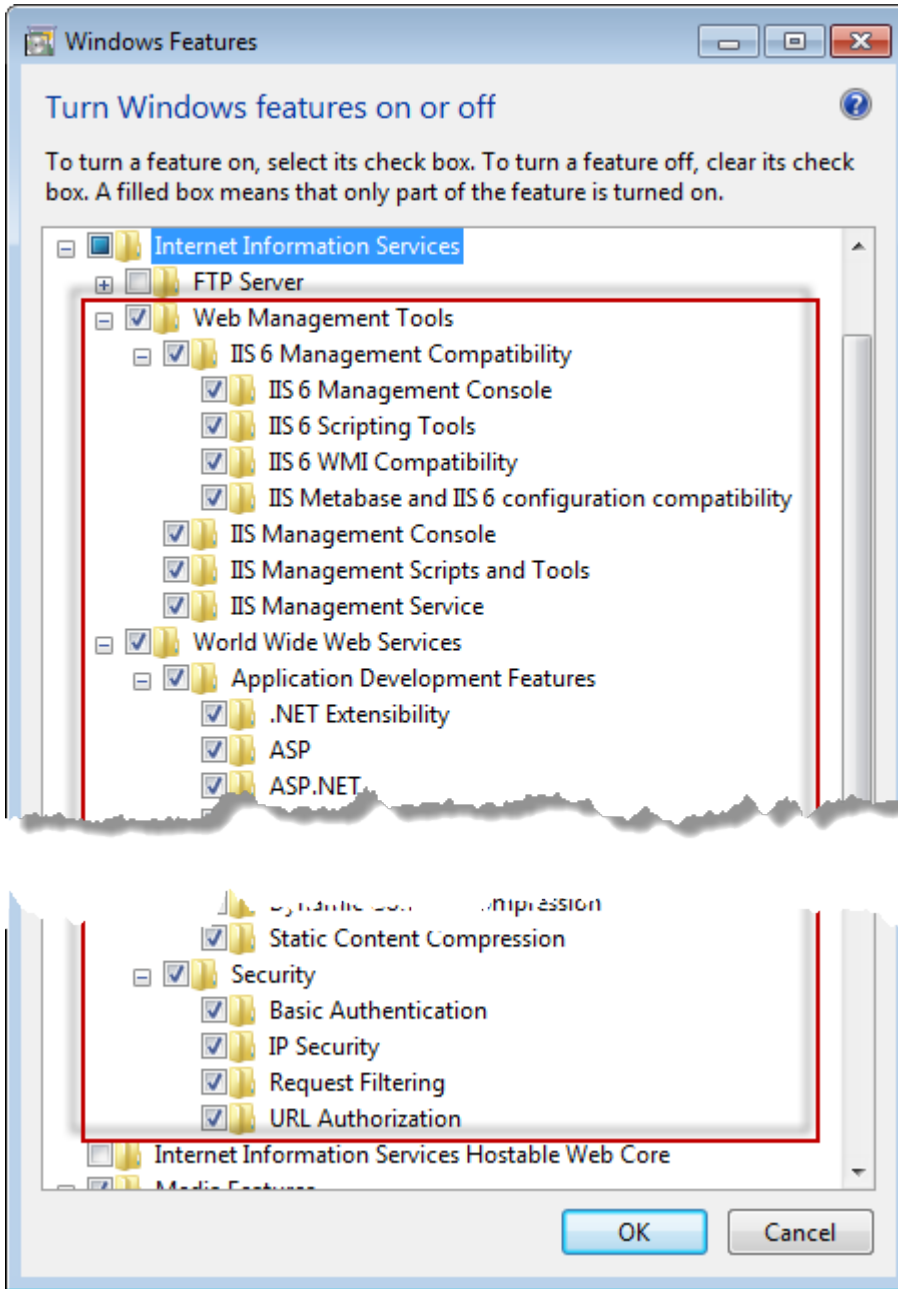 Windows Features
Turn Windows features on or off
To turn a feature on, select its check box. To turn a feature off, clear its check
box. A filled box means that only part of the feature is turned on.
Internet Information Services
FTP Server
Web Management Tools
IIS 6 Management Compatibility
IIS 6 Management Console
IIS 6 Scripting Tools
IIS 6 WMI Compatibility
IIS Metabase and IIS 6 configuration compatibility
IIS Management Console
IIS Management Scripts and Tools
IIS Management Service
World Wide Web Services
Application Development Features
.NET Extensibility
ASP
ASP.NET
Static Content Compression
Security
Basic Authentication
IP Security
Request Filtering
URL Authorization
Internet Information Services Hostable Web Core
Media Features
OK
Cancel